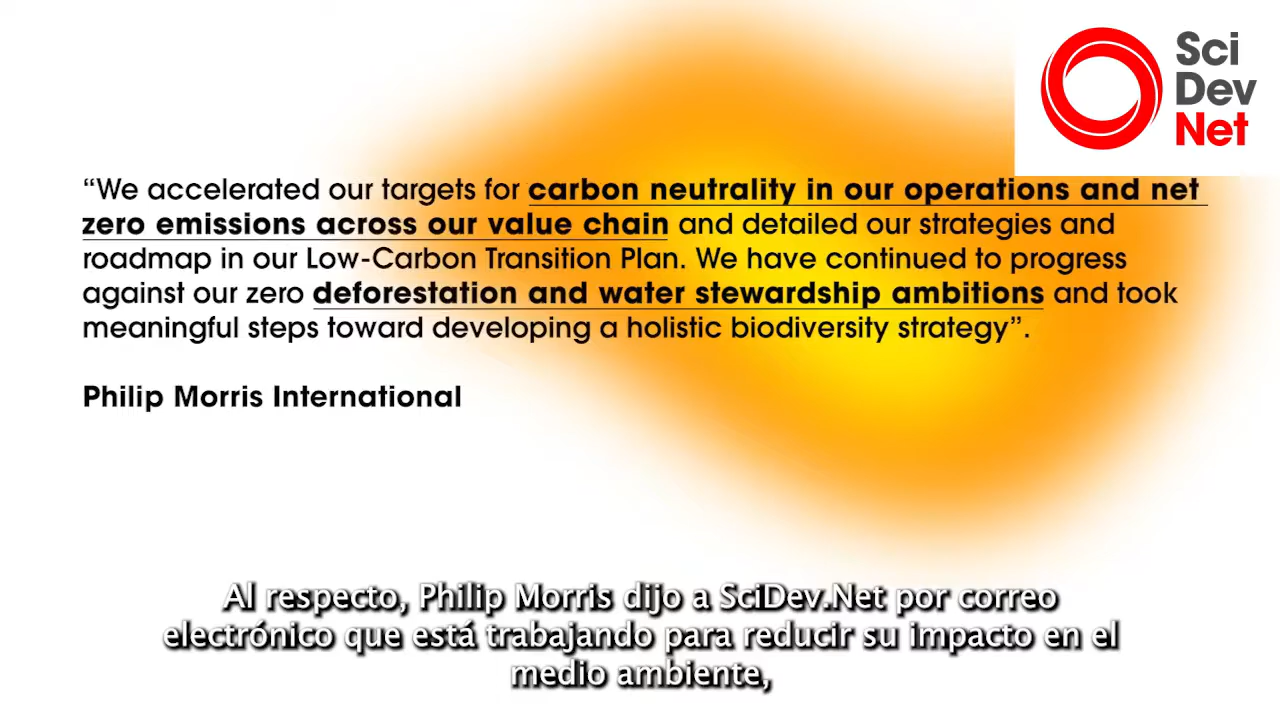 Sci
Dev
Net
“We accelerated our targets for carbon neutrality in our operations and net
zero emissions across our value chain and detailed our strategies and
roadmap in our Low-Carbon Transition Plan. We have continued to progress
against our zero deforestation and water stewardship ambitions and took
meaningful steps toward developing a holistic biodiversity strategy”.
Philip Morris International
Al respecto, Philip Morris dijo a SciDev.Net por correo
electrónico que está trabajando para reducir su impacto en el
medio ambiente,